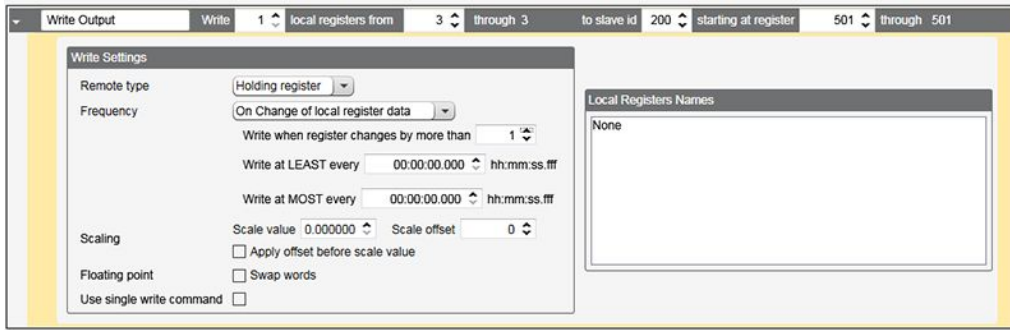 Write Output Write 1 local registers from 3 through 3 to slave id 200 starting at register 501 through 501
Write Settings
Remote type Holding register
Frequency On Change of local register data
Write when register changes by more than 1
Write at LEAST every 00:00:00.000 hh:mm:ss.fff
Write at MOST every 00:00:00.000 hh:mm:ss.fff
Scaling Scale value 0.000000 Scale offset 0
Apply offset before scale value
Floating point Swap words
Use single write command
Local Registers Names
None